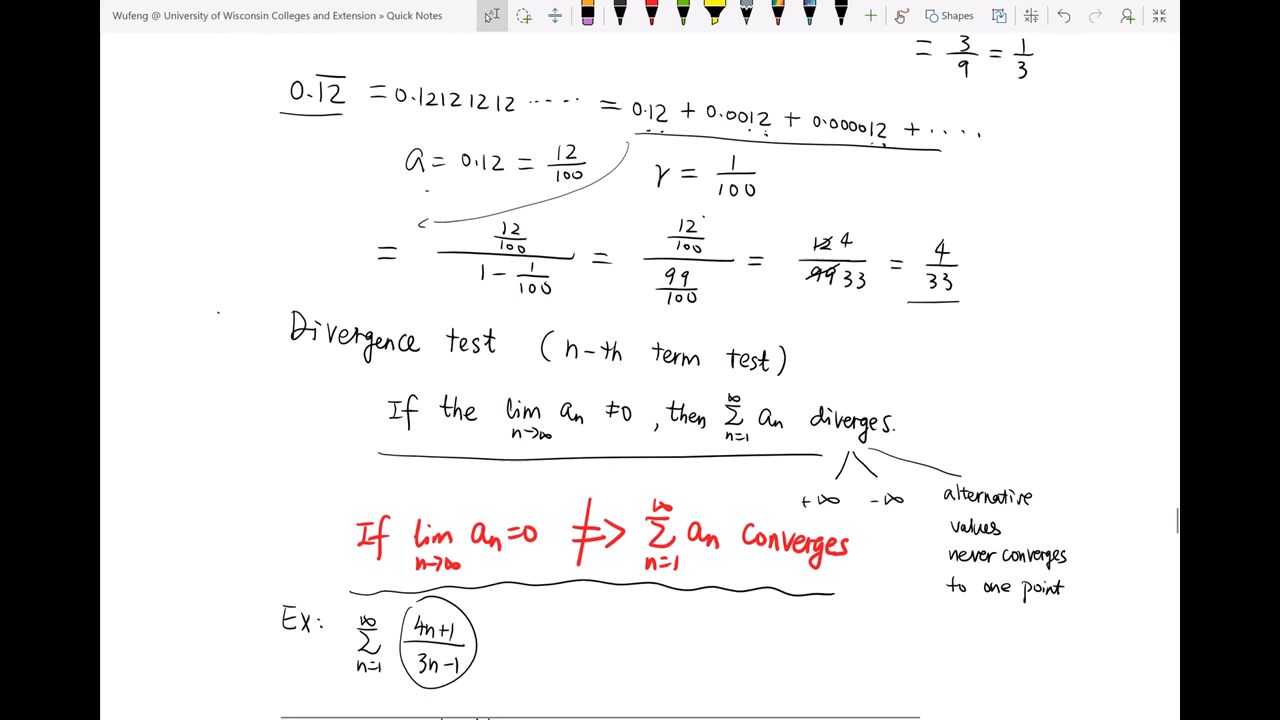 Wufeng @ University of Wisconsin Colleges and Extension » Quick Notes
Shapes
= 3/9 = 1/3
0.1̅2̅ = 0.12121212 ····· = 0.12 + 0.0012 + 0.000012 + ····
a = 0.12 = 12/100 r = 1/100
= (12/100)/(1 - 1/100) = (12/100)/(99/100) = 12 4/99 33 = 4/33
Divergence test (n-th term test)
If the lim n→∞ an ≠0, then ∞ Σ n=1 an diverges.
+∞ -∞
alternative
values
never converges
to one point
If lim n→∞ an=0 ≠> ∞ Σ n=1 an converges
Ex: ∞ Σ n=1 (4n+1)/(3n-1)